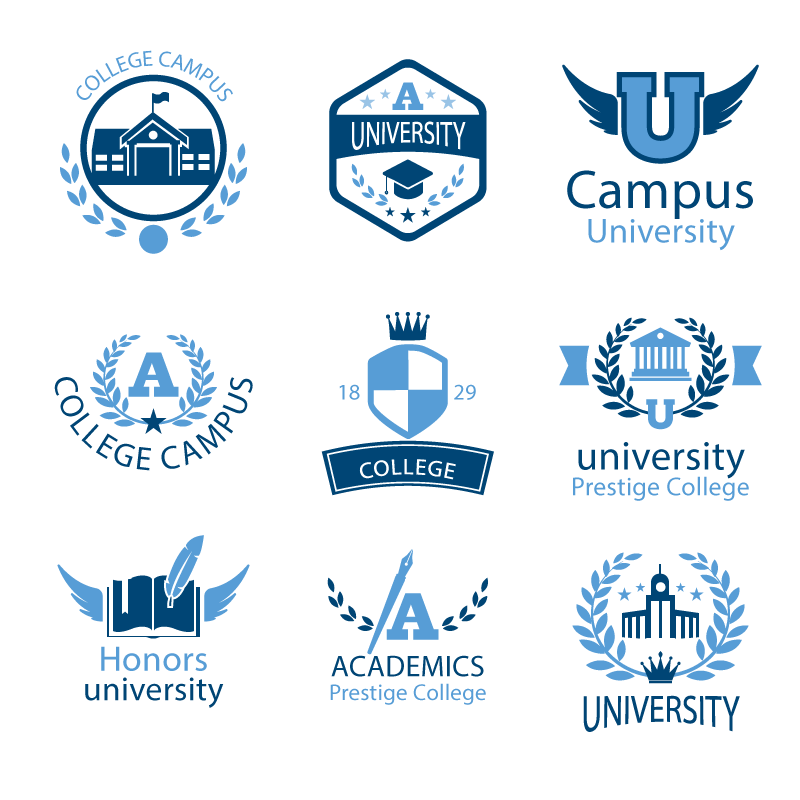 COLLEGE CAMPUS
A
UNIVERSITY
U
Campus
University
A
COLLEGE CAMPUS
18 29
COLLEGE
U
university
Prestige College
Honors
university
A
ACADEMICS
Prestige College
UNIVERSITY